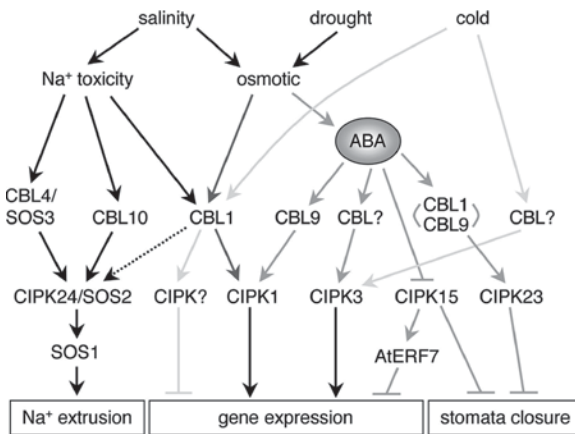 salinity drought cold
Na⁺ toxicity osmotic
ABA
CBL4/
SOS3 CBL10 CBL1 CBL9 CBL? CBL1
CBL9 CBL?
CIPK24/SOS2 CIPK? CIPK1 CIPK3 CIPK15 CIPK23
SOS1 AtERF7
Na⁺ extrusion gene expression stomata closure